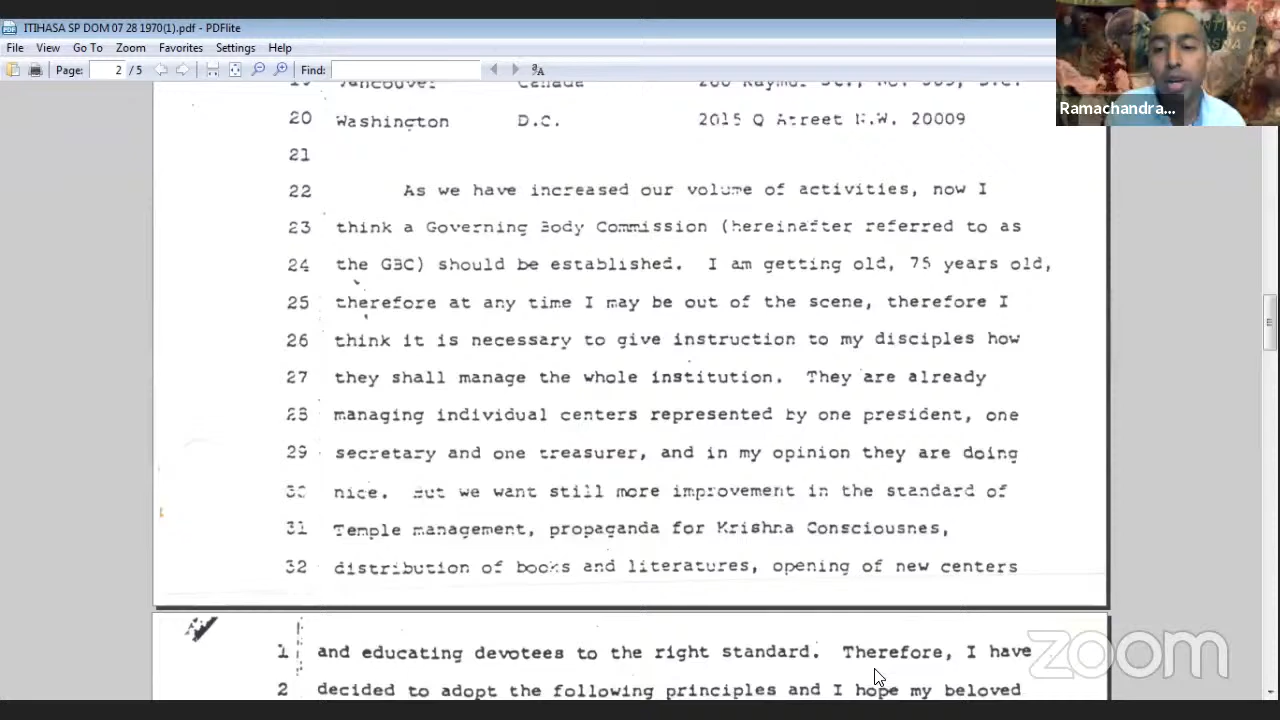 ITIHASA SP DOM 07 28 1970(1).pdf - PDFlite
File View Go To Zoom Favorites Settings Help
Page: 2 / 5 Find:
Ramachandra...
Vancouver Canada
20 Washington D.C. 2015 Q Atreet N.W. 20009
21
22 As we have increased our volume of activities, now I
23 think a Governing Body Commission (hereinafter referred to as
24 the GBC) should be established. I am getting old, 75 years old,
25 therefore at any time I may be out of the scene, therefore I
26 think it is necessary to give instruction to my disciples how
27 they shall manage the whole institution. They are already
28 managing individual centers represented by one president, one
29 secretary and one treasurer, and in my opinion they are doing
30 nice. But we want still more improvement in the standard of
31 Temple management, propaganda for Krishna Consciousnes,
32 distribution of books and literatures, opening of new centers
1 and educating devotees to the right standard. Therefore, I have
2 decided to adopt the following principles and I hope my beloved
zoom